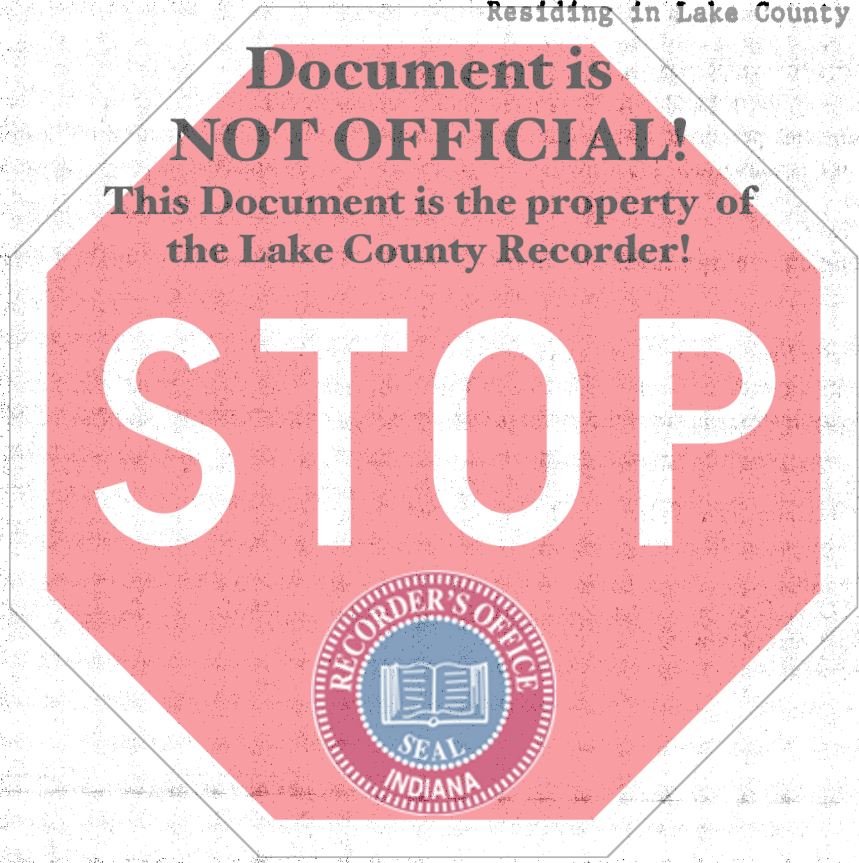 Residing in Lake County
Document is
NOT OFFICIAL!
This Document is the property of
the Lake County Recorder!
STOP
RECORDER'S OFFICE
SEAL
INDIANA